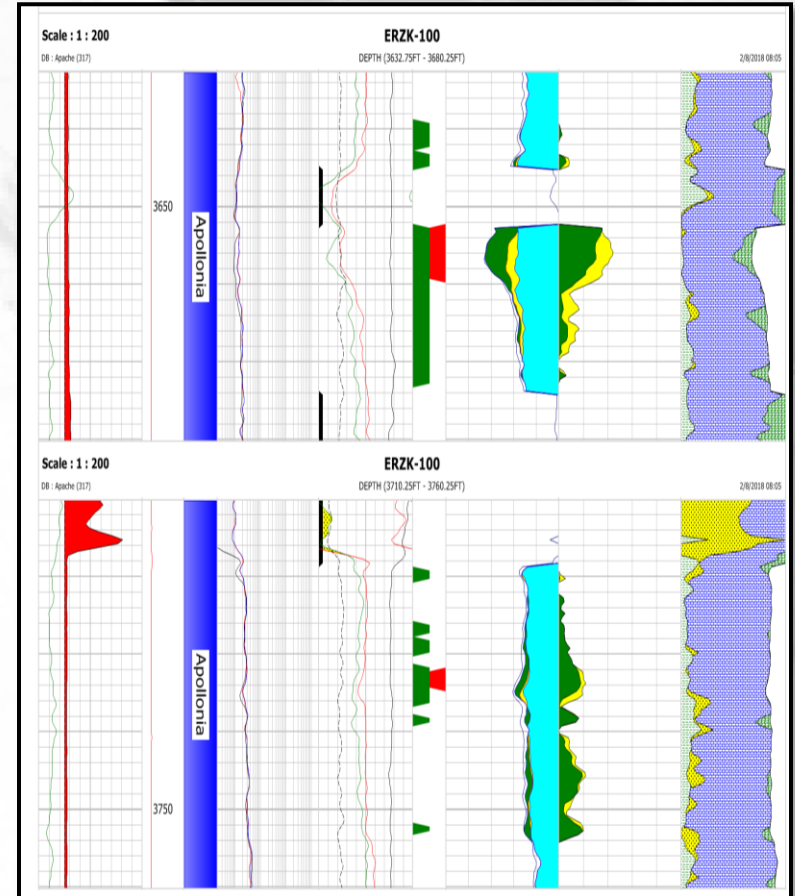 Scale : 1 : 200
ERZK-100
DB : Apache (317)
DEPTH (3632.75FT - 3680.25FT)
2/8/2018 08:05
3650
Apollonia
Scale : 1 : 200
ERZK-100
DB : Apache (317)
DEPTH (3710.25FT - 3760.25FT)
2/8/2018 08:05
Apollonia
3750